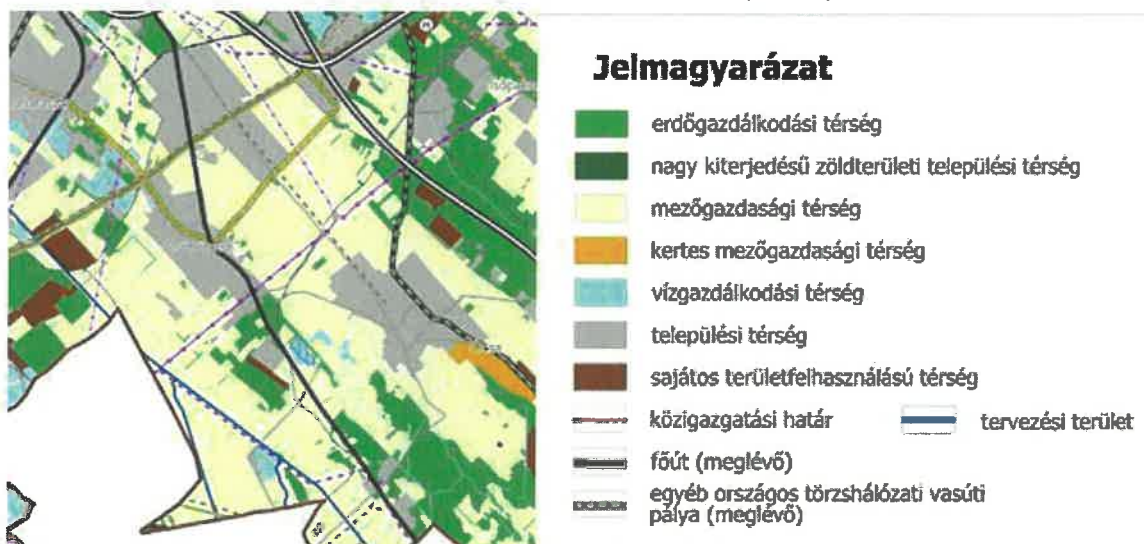 Jelmagyarázat
erdőgazdálkodási térség
nagy kiterjedésű zöldterületi települési térség
mezőgazdasági térség
kertes mezőgazdasági térség
vízgazdálkodási térség
települési térség
sajátos területfelhasználású térség
közigazgatási határ
tervezési terület
főút (meglévő)
egyéb országos törzshálózati vasúti
pálya (meglévő)